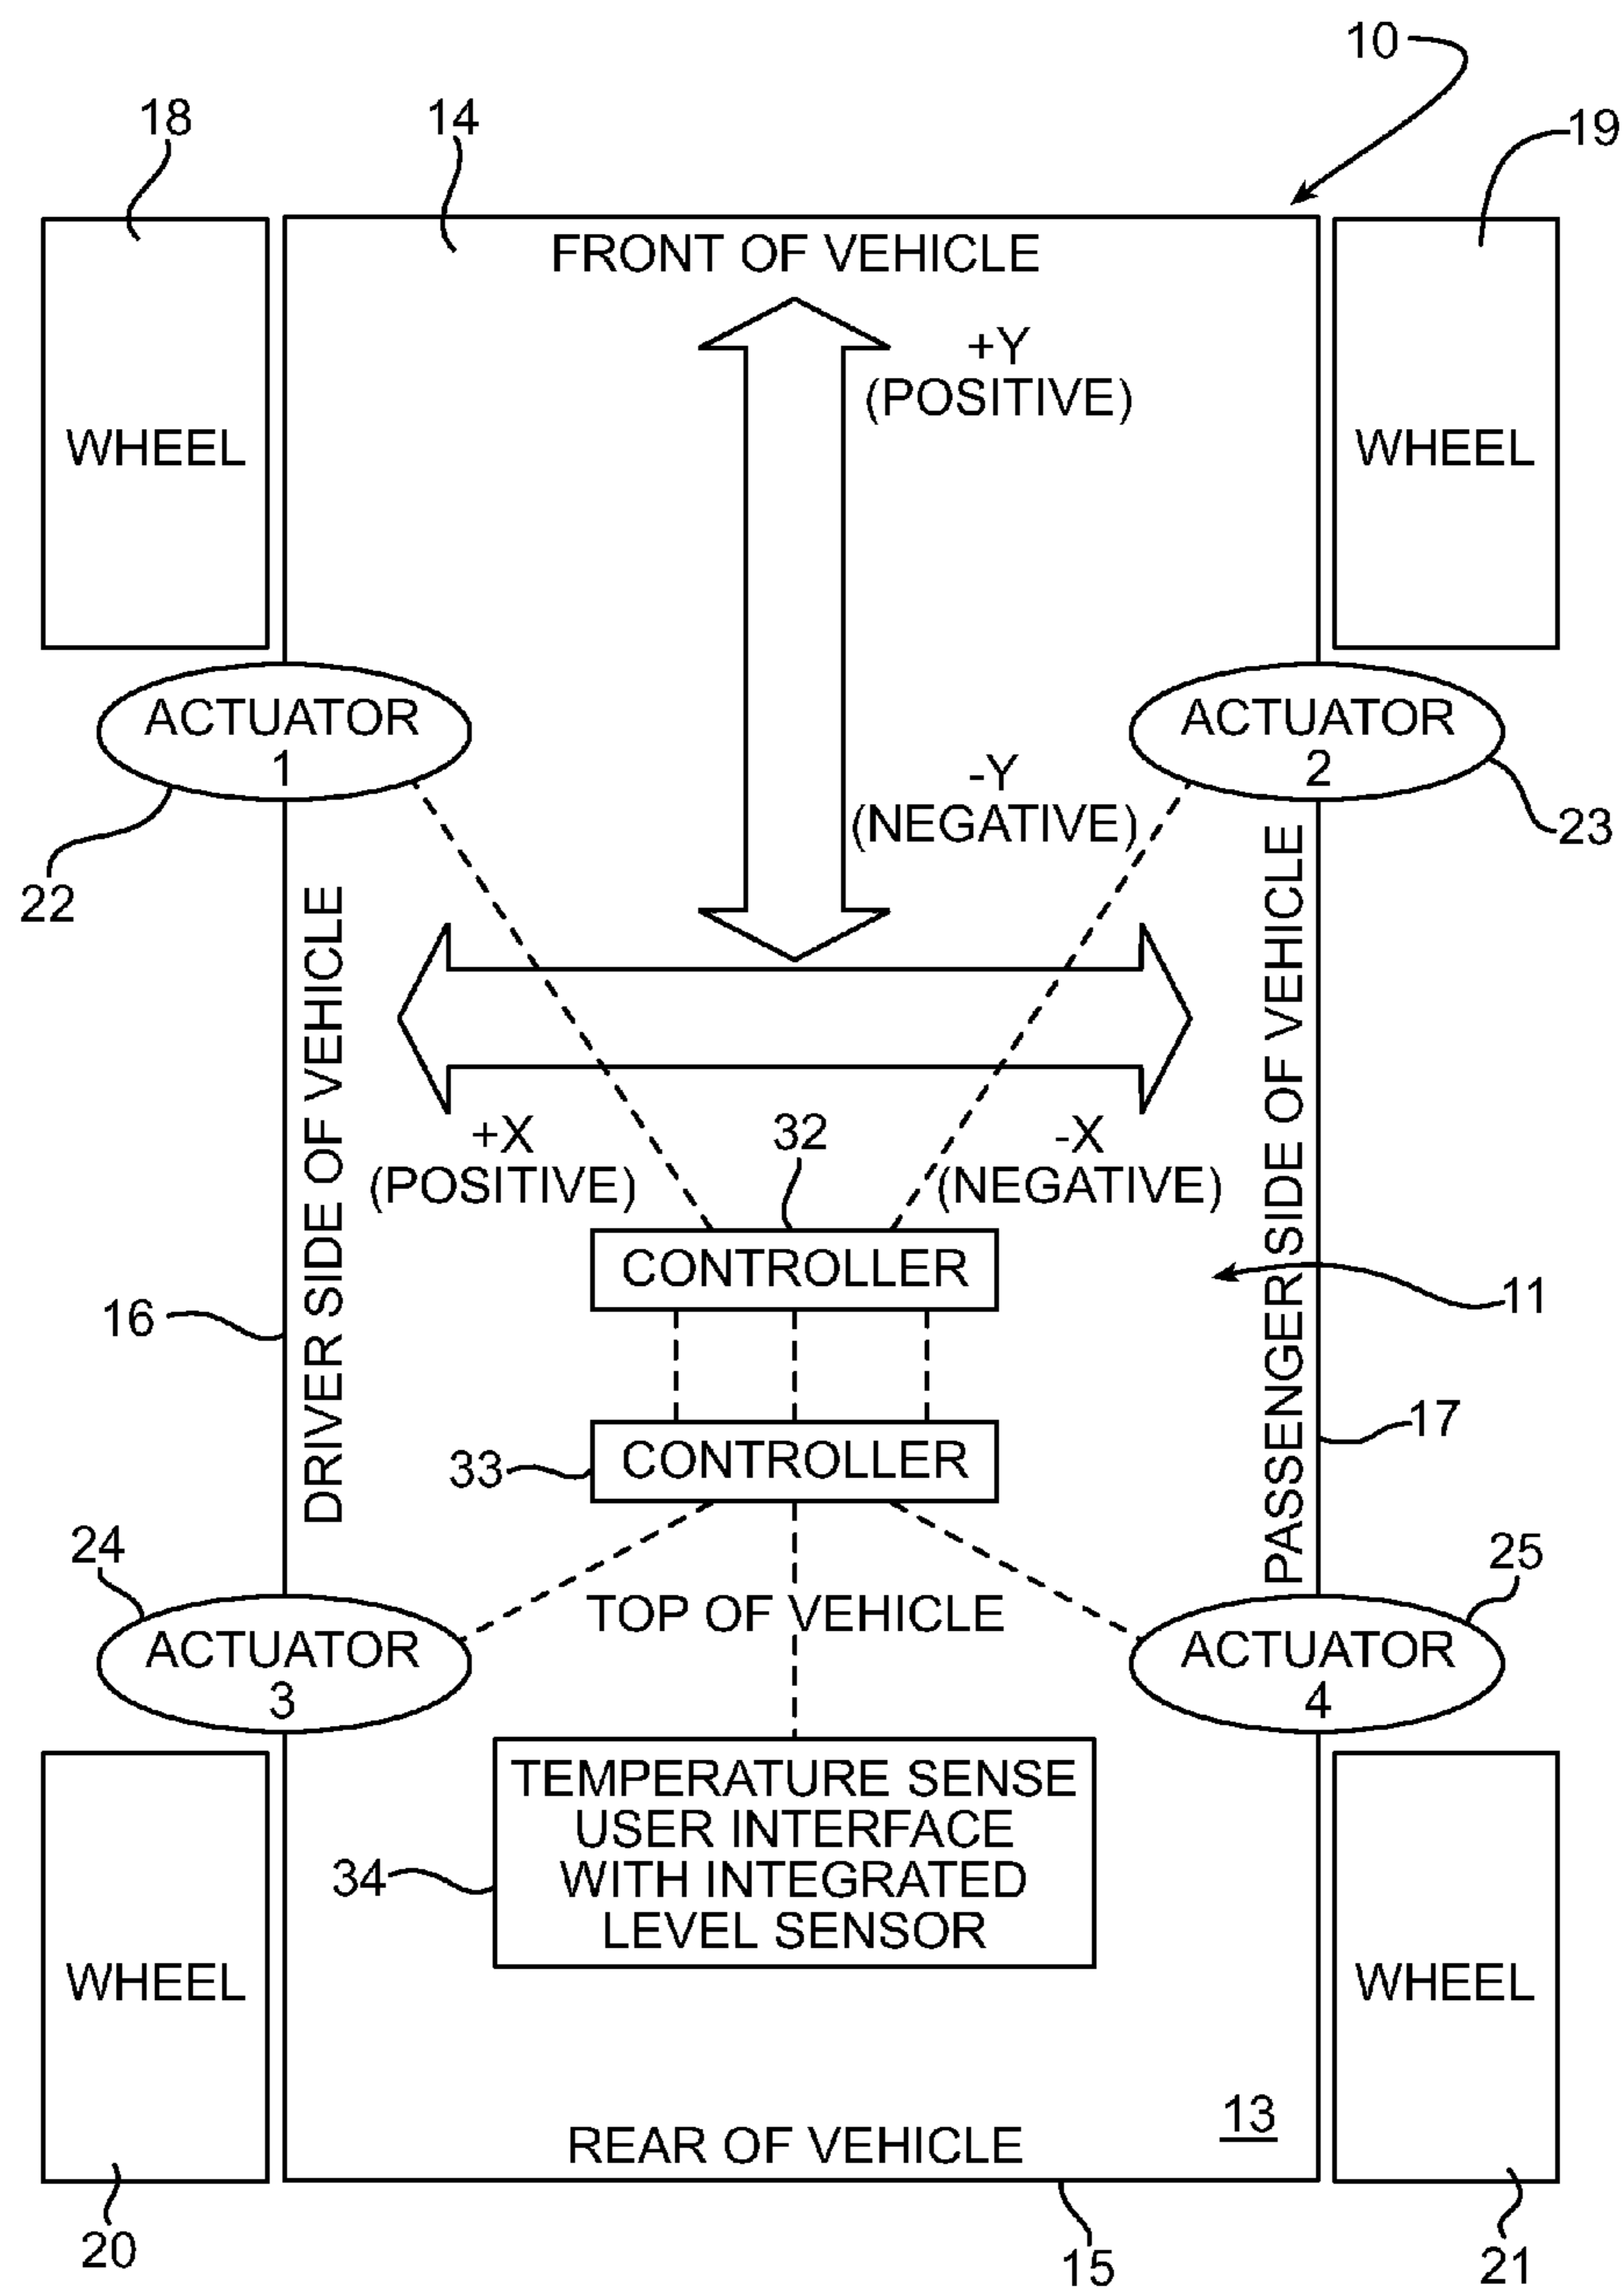 10
18
14
19
FRONT OF VEHICLE
+Y
(POSITIVE)
WHEEL
WHEEL
ACTUATOR
1
ACTUATOR
2
-Y
(NEGATIVE)
22
23
DRIVER SIDE OF VEHICLE
PASSENGER SIDE OF VEHICLE
+X
(POSITIVE)
32
-X
(NEGATIVE)
CONTROLLER
16
11
17
33
CONTROLLER
24
25
TOP OF VEHICLE
ACTUATOR
3
ACTUATOR
4
34
TEMPERATURE SENSE
USER INTERFACE
WITH INTEGRATED
LEVEL SENSOR
WHEEL
WHEEL
13
REAR OF VEHICLE
20
15
21